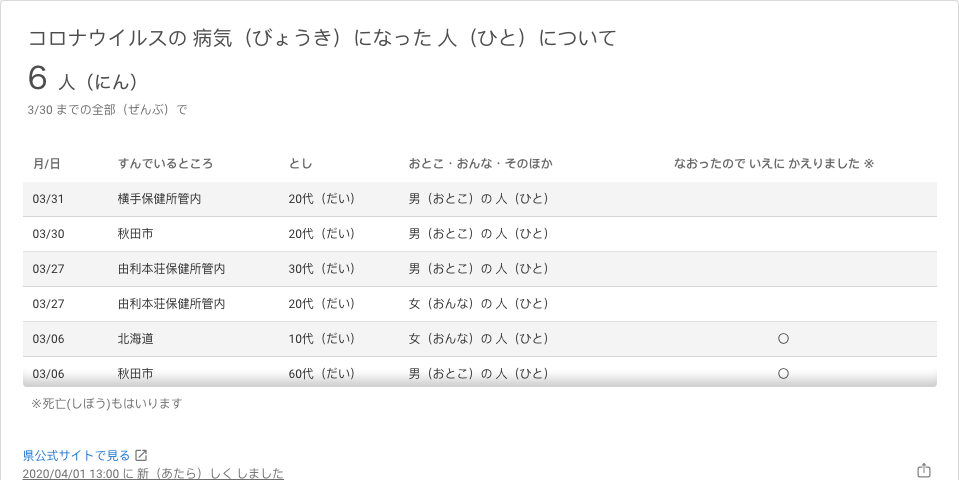 コロナウイルスの 病気（びょうき）になった 人（ひと）について
6 人（にん）
3/30 までの全部（ぜんぶ）で
月/日 すんでいるところ とし おとこ・おんな・そのほか なおったので いえに かえりました ※
03/31 横手保健所管内 20代（だい） 男（おとこ）の 人（ひと）
03/30 秋田市 20代（だい） 男（おとこ）の 人（ひと）
03/27 由利本荘保健所管内 30代（だい） 男（おとこ）の 人（ひと）
03/27 由利本荘保健所管内 20代（だい） 女（おんな）の 人（ひと）
03/06 北海道 10代（だい） 女（おんな）の 人（ひと） ○
03/06 秋田市 60代（だい） 男（おとこ）の 人（ひと） ○
※死亡(しぼう)もはいります
県公式サイトで見る
2020/04/01 13:00 に 新（あたら）しく しました